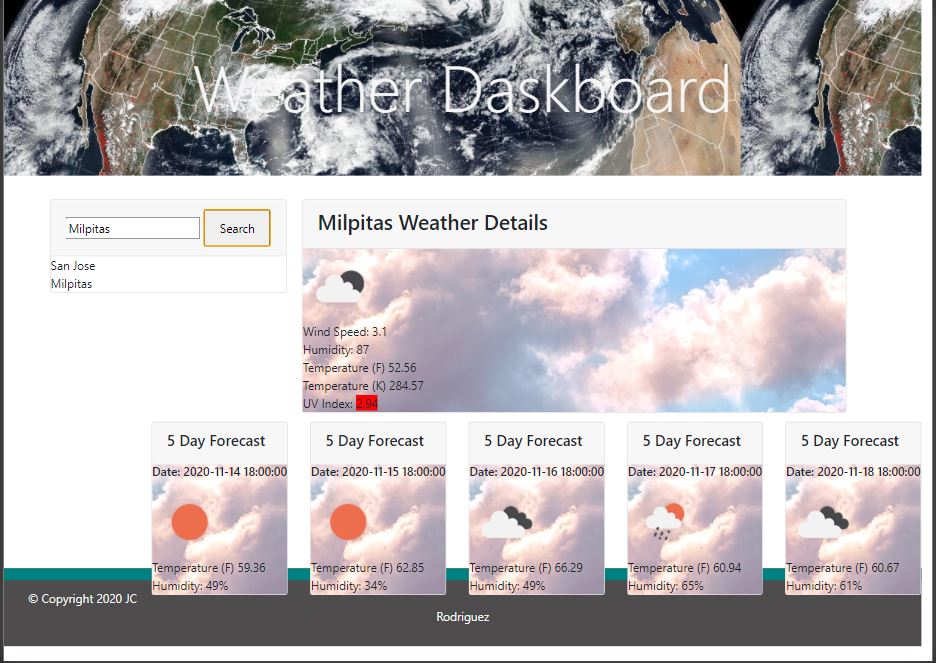 Weather Daskboard
Milpitas
Search
San Jose
Milpitas
Milpitas Weather Details
Wind Speed: 3.1
Humidity: 87
Temperature (F) 52.56
Temperature (K) 284.57
UV Index: 2.94
5 Day Forecast
Date: 2020-11-14 18:00:00
Temperature (F) 59.36
Humidity: 49%
5 Day Forecast
Date: 2020-11-15 18:00:00
Temperature (F) 62.85
Humidity: 34%
5 Day Forecast
Date: 2020-11-16 18:00:00
Temperature (F) 66.29
Humidity: 49%
5 Day Forecast
Date: 2020-11-17 18:00:00
Temperature (F) 60.94
Humidity: 65%
5 Day Forecast
Date: 2020-11-18 18:00:00
Temperature (F) 60.67
Humidity: 61%
© Copyright 2020 JC
Rodriguez